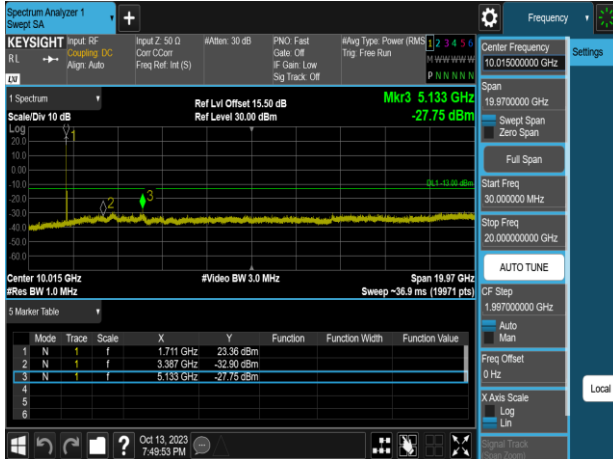 Spectrum Analyzer 1
Swept SA
Frequency
KEYSIGHT
Input: RF
Coupling: DC
Align: Auto
RL
LXI
Input Z: 50 Ω
Corr CCorr
Freq Ref: Int (S)
#Atten: 30 dB
PNO: Fast
Gate: Off
IF Gain: Low
Sig Track: Off
#Avg Type: Power (RMS
Trig: Free Run
1 2 3 4 5 6
M W W W W W
P N N N N N
Center Frequency
10.015000000 GHz
Settings
Span
19.9700000 GHz
Swept Span
Zero Span
Full Span
Start Freq
30.000000 MHz
Stop Freq
20.000000000 GHz
AUTO TUNE
CF Step
1.997000000 GHz
Auto
Man
Freq Offset
0 Hz
X Axis Scale
Log
Lin
Signal Track
(Span Zoom)
Local
1 Spectrum
Scale/Div 10 dB
Ref Lvl Offset 15.50 dB
Ref Level 30.00 dBm
Mkr3 5.133 GHz
-27.75 dBm
Log
20.0
10.0
0.00
-10.0
-20.0
-30.0
-40.0
-50.0
-60.0
1
2
3
DL1 -13.00 dBm
Center 10.015 GHz
#Res BW 1.0 MHz
#Video BW 3.0 MHz
Span 19.97 GHz
Sweep ~36.9 ms (19971 pts)
5 Marker Table
Mode Trace Scale X Y Function Function Width Function Value
1 N 1 f 1.711 GHz 23.36 dBm
2 N 1 f 3.387 GHz -32.90 dBm
3 N 1 f 5.133 GHz -27.75 dBm
4
5
6
?
Oct 13, 2023
7:49:53 PM